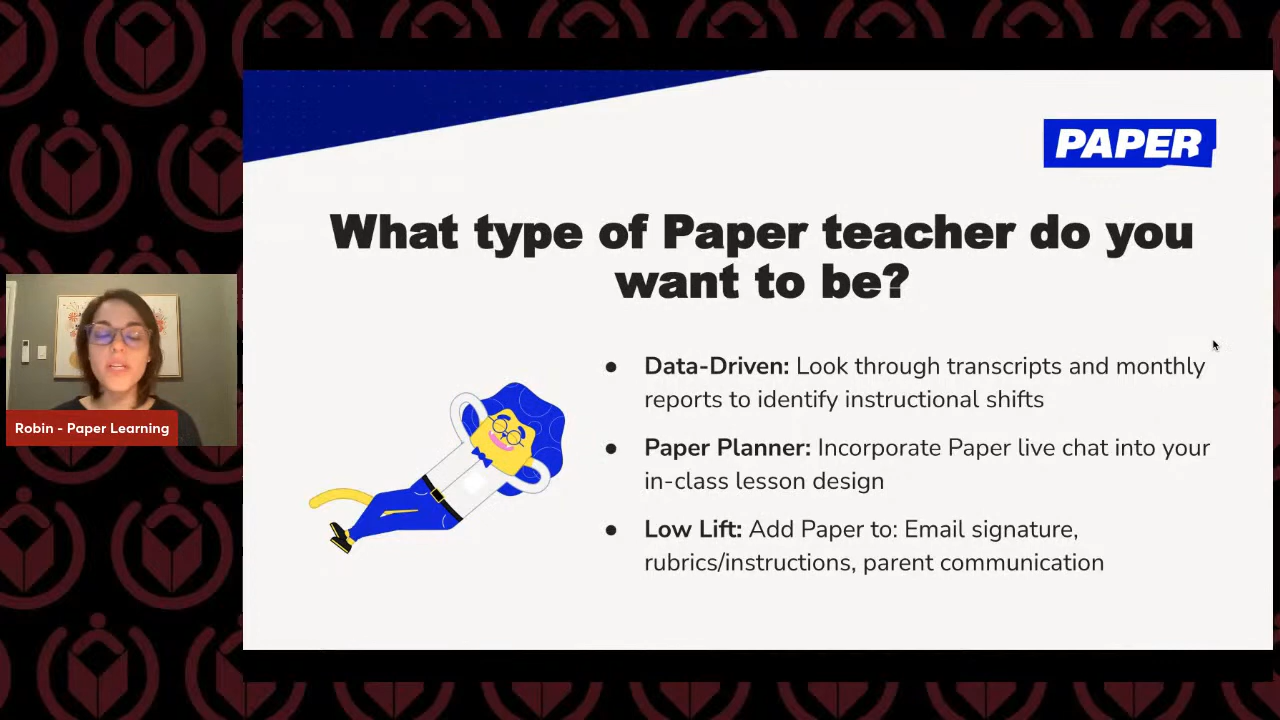 PAPER
What type of Paper teacher do you
want to be?
● Data-Driven: Look through transcripts and monthly
reports to identify instructional shifts
● Paper Planner: Incorporate Paper live chat into your
in-class lesson design
● Low Lift: Add Paper to: Email signature,
rubrics/instructions, parent communication
Robin - Paper Learning